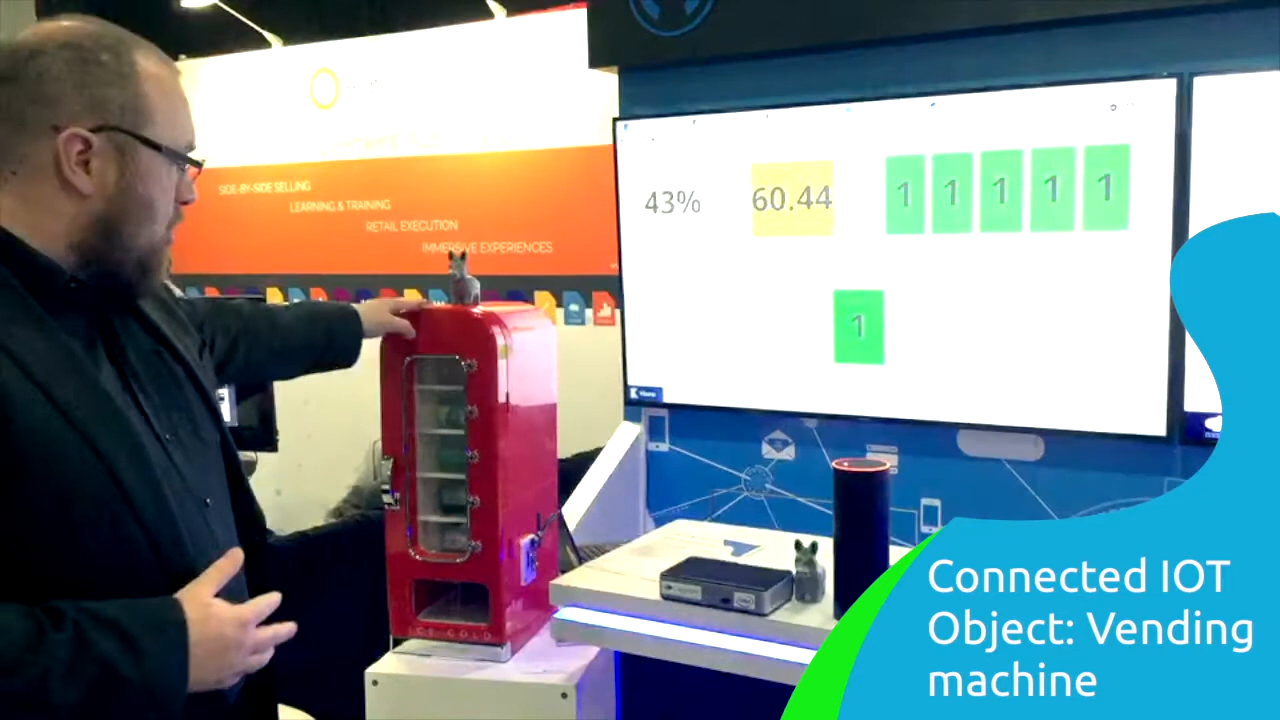 SIDE-BY-SIDE SELLING
LEARNING & TRAINING
RETAIL EXECUTION
IMMERSIVE EXPERIENCES
43%
60.44
1 1 1 1 1
1
ICE COLD
intel
Connected IOT
Object: Vending
machine